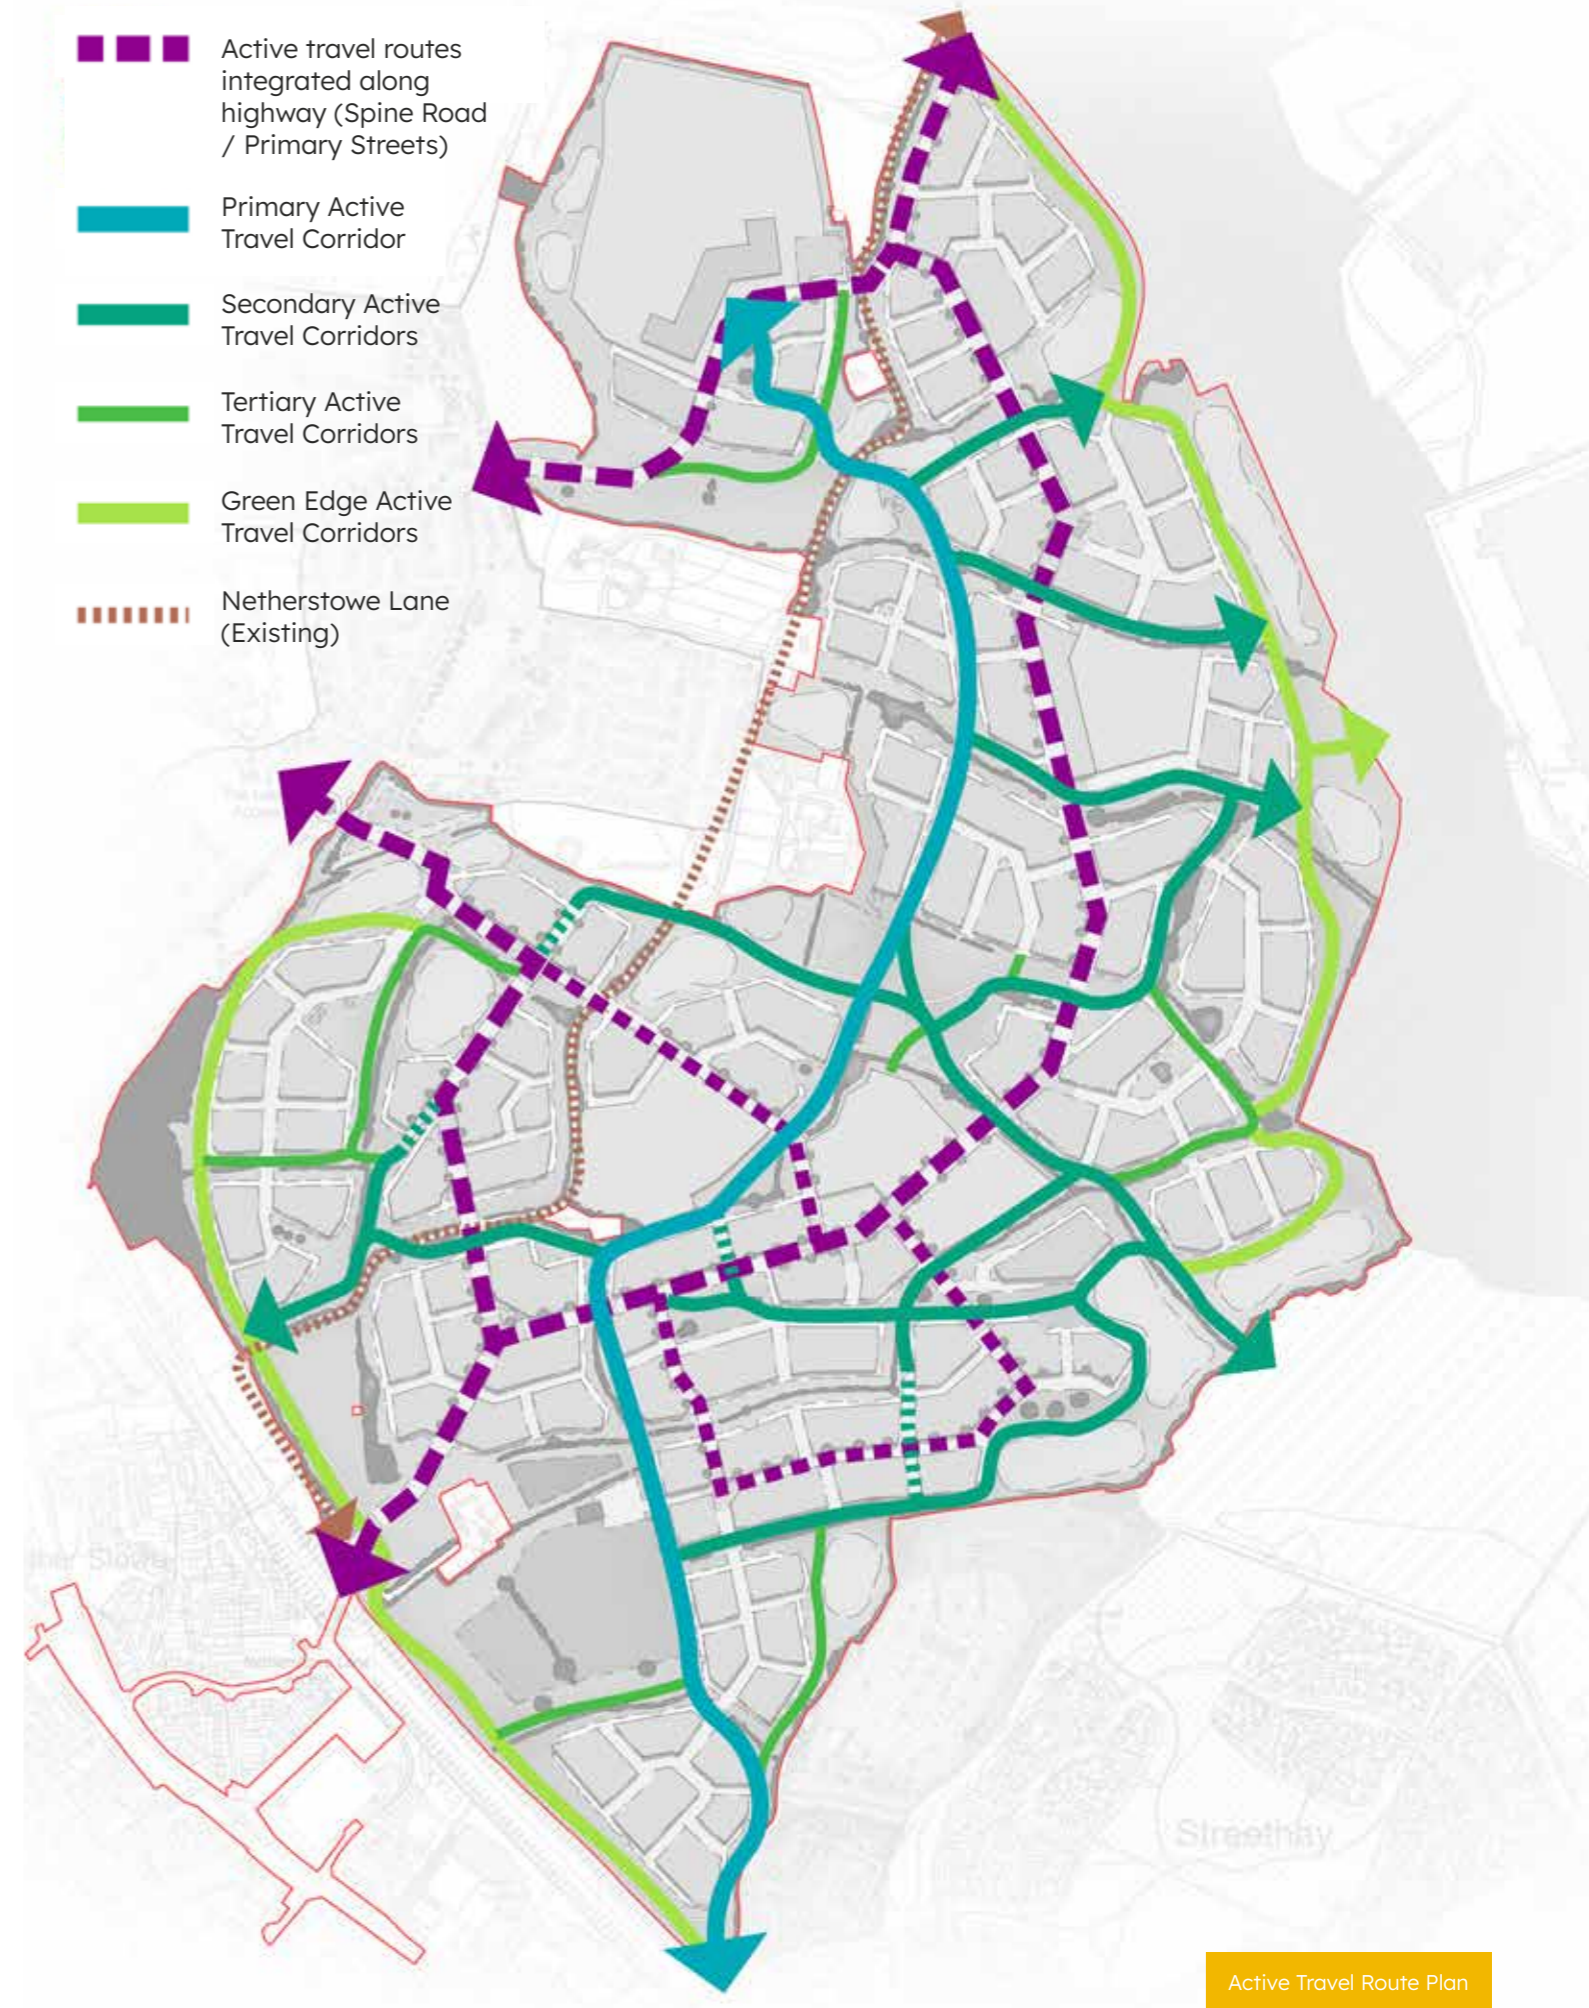 Active travel routes
integrated along
highway (Spine Road
/ Primary Streets)
Primary Active
Travel Corridor
Secondary Active
Travel Corridors
Tertiary Active
Travel Corridors
Green Edge Active
Travel Corridors
Netherstowe Lane
(Existing)
Streethay
Active Travel Route Plan